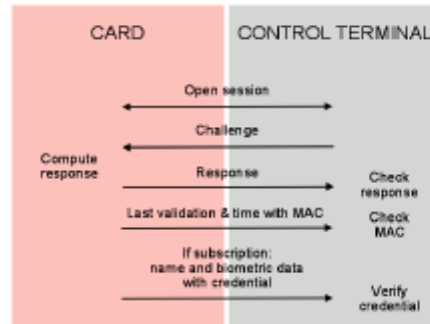 CARD
CONTROL TERMINAL
Open session
Challenge
Compute
response
Response
Check
response
Last validation & time with MAC
Check
MAC
If subscription:
name and biometric data
with credential
Verify
credential